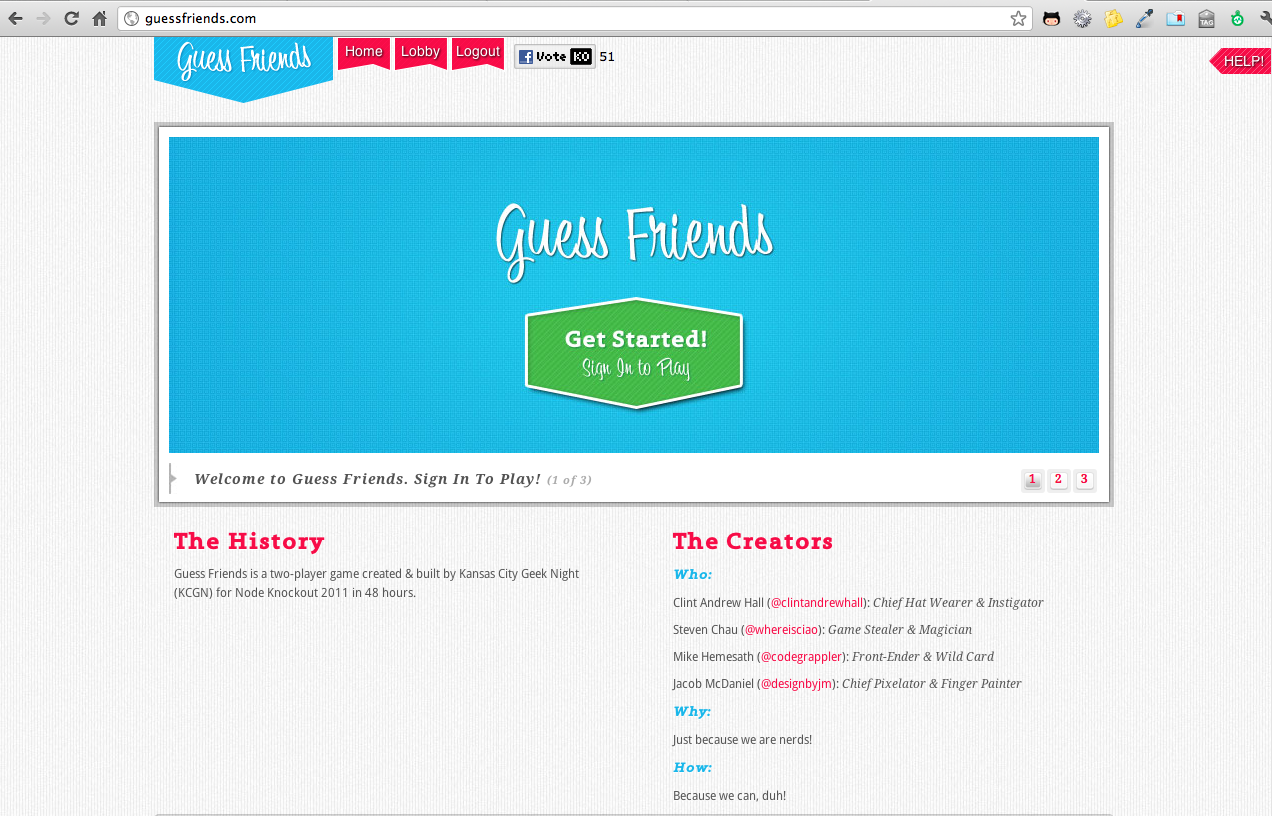 guessfriends.com
Guess Friends
Home
Lobby
Logout
Vote KO 51
HELP!
Guess Friends
Get Started!
Sign In to Play
Welcome to Guess Friends. Sign In To Play! (1 of 3)
1 2 3
The History
Guess Friends is a two-player game created & built by Kansas City Geek Night
(KCGN) for Node Knockout 2011 in 48 hours.
The Creators
Who:
Clint Andrew Hall (@clintandrewhall): Chief Hat Wearer & Instigator
Steven Chau (@whereisciao): Game Stealer & Magician
Mike Hemesath (@codegrappler): Front-Ender & Wild Card
Jacob McDaniel (@designbyjm): Chief Pixelator & Finger Painter
Why:
Just because we are nerds!
How:
Because we can, duh!